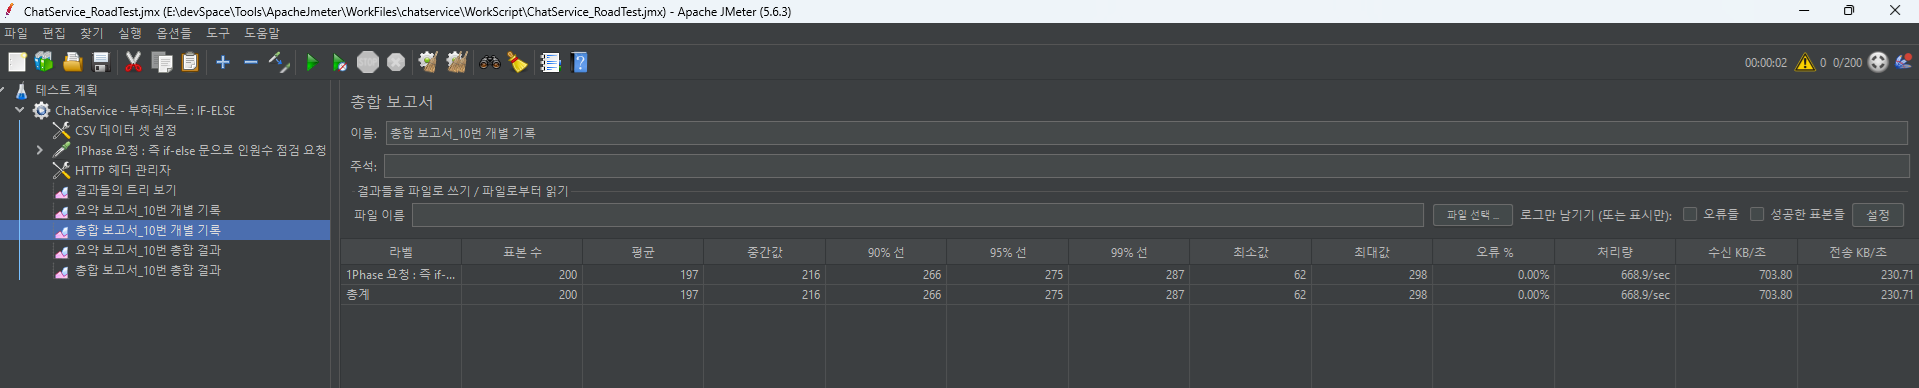 ChatService_RoadTest.jmx (E:\devSpace\Tools\ApacheJmeter\WorkFiles\chatservice\WorkScript\ChatService_RoadTest.jmx) - Apache JMeter (5.6.3)
파일 편집 찾기 실행 옵션들 도구 도움말
00:00:02 0 0/200
테스트 계획
ChatService - 부하테스트 : IF-ELSE
CSV 데이터 셋 설정
1Phase 요청 : 즉 if-else 문으로 인원수 점검 요청
HTTP 헤더 관리자
결과들의 트리 보기
요약 보고서_10번 개별 기록
총합 보고서_10번 개별 기록
요약 보고서_10번 총합 결과
총합 보고서_10번 총합 결과
총합 보고서
이름: 총합 보고서_10번 개별 기록
주석:
결과들을 파일로 쓰기 / 파일로부터 읽기
파일 이름 파일 선택... 로그만 남기기 (또는 표시만): 오류들 성공한 표본들 설정
라벨 표본 수 평균 중간값 90% 선 95% 선 99% 선 최소값 최대값 오류 % 처리량 수신 KB/초 전송 KB/초
1Phase 요청 : 즉 if-... 200 197 216 266 275 287 62 298 0.00% 668.9/sec 703.80 230.71
총계 200 197 216 266 275 287 62 298 0.00% 668.9/sec 703.80 230.71